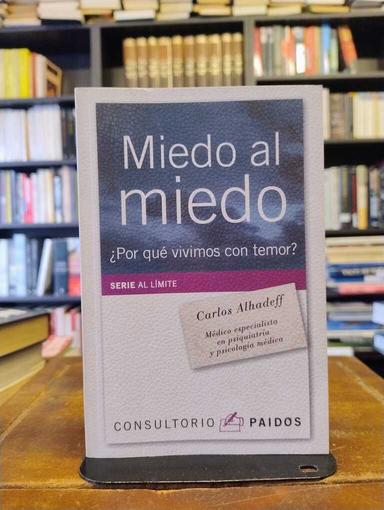 Miedo al
miedo
¿Por qué vivimos con temor?
SERIE AL LÍMITE
Carlos Alhadeff
Médico especialista
en psiquiatría
y psicología médica
CONSULTORIO PAIDÓS